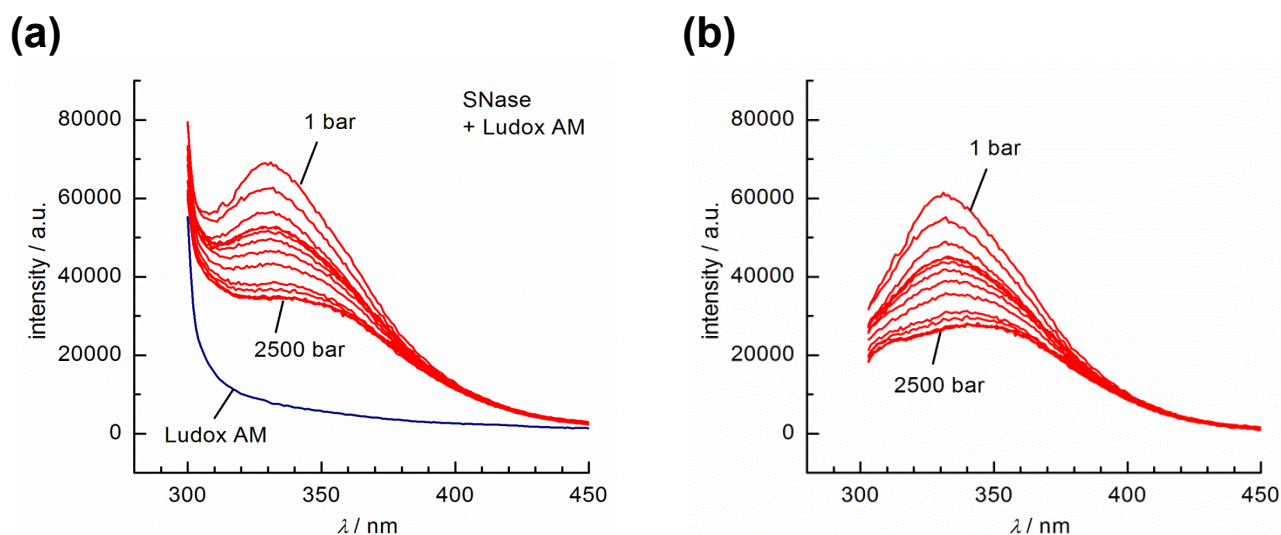 (a)
intensity / a.u.
80000
60000
40000
20000
0
300
350
400
450
λ / nm
SNase
+ Ludox AM
1 bar
2500 bar
Ludox AM
(b)
intensity / a.u.
80000
60000
40000
20000
0
300
350
400
450
λ / nm
1 bar
2500 bar